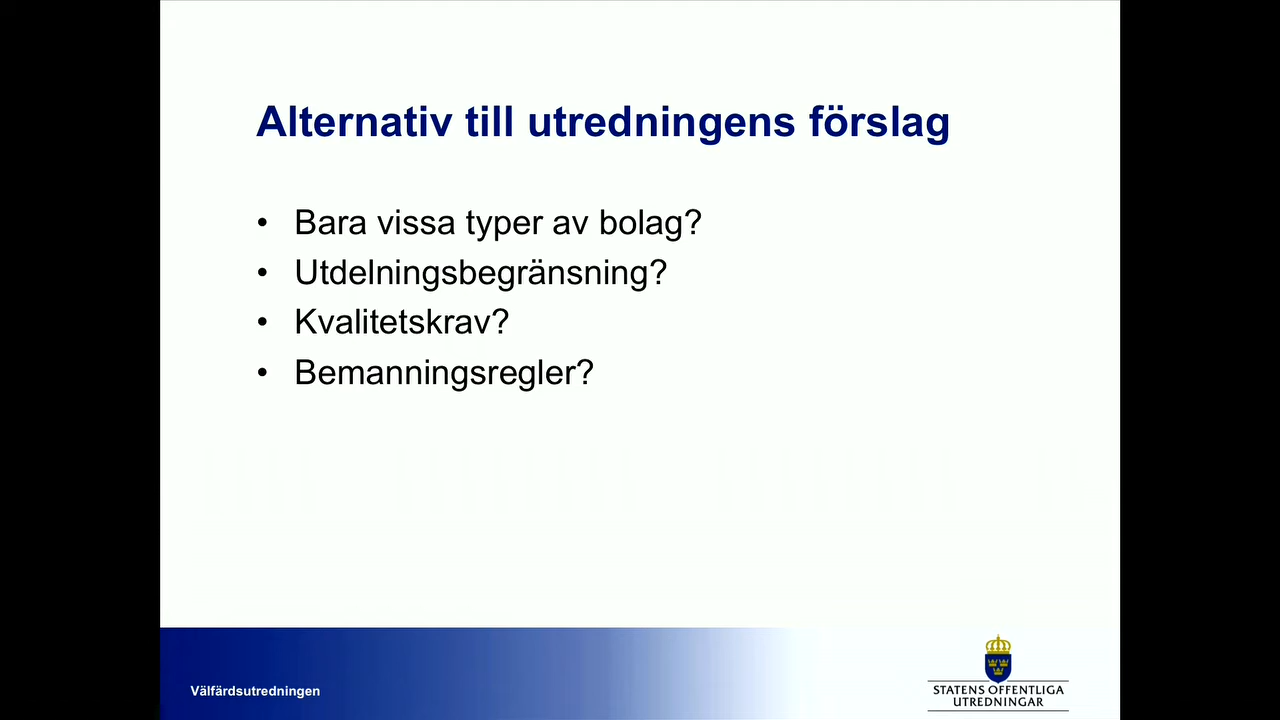 Alternativ till utredningens förslag
• Bara vissa typer av bolag?
• Utdelningsbegränsning?
• Kvalitetskrav?
• Bemanningsregler?
Välfärdsutredningen
STATENS OFFENTLIGA
UTREDNINGAR